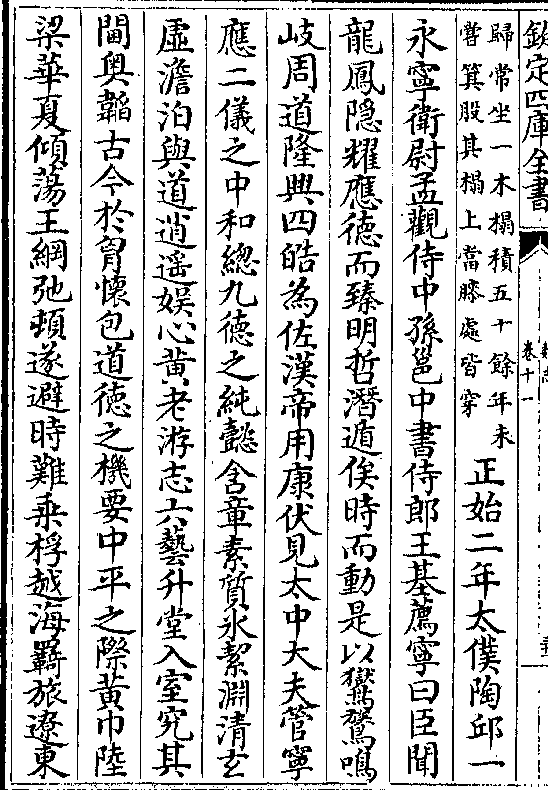 欽定四庫全書
卷十一
歸常坐一木榻積五十餘年未
嘗箕股其榻上當膝處皆穿
正始二年太僕陶邱一
永寧衛尉孟觀侍中孫邕中書侍郎王基薦寧曰臣聞
龍鳳隠耀應德而臻明哲潛遁俟時而動是以鸑鷟鳴
岐周道隆興四皓為佐漢帝用康伏見太中大夫管寧
應二儀之中和總九德之純懿含章素質氷絜淵清玄
虛澹泊與道逍遥娱心黄老游志六藝升堂入室究其
閫奥韜古今於胷懷包道德之機要中平之際黄巾陸
梁華夏傾蕩王綱弛頓遂避時難乗桴越海羇旅遼東